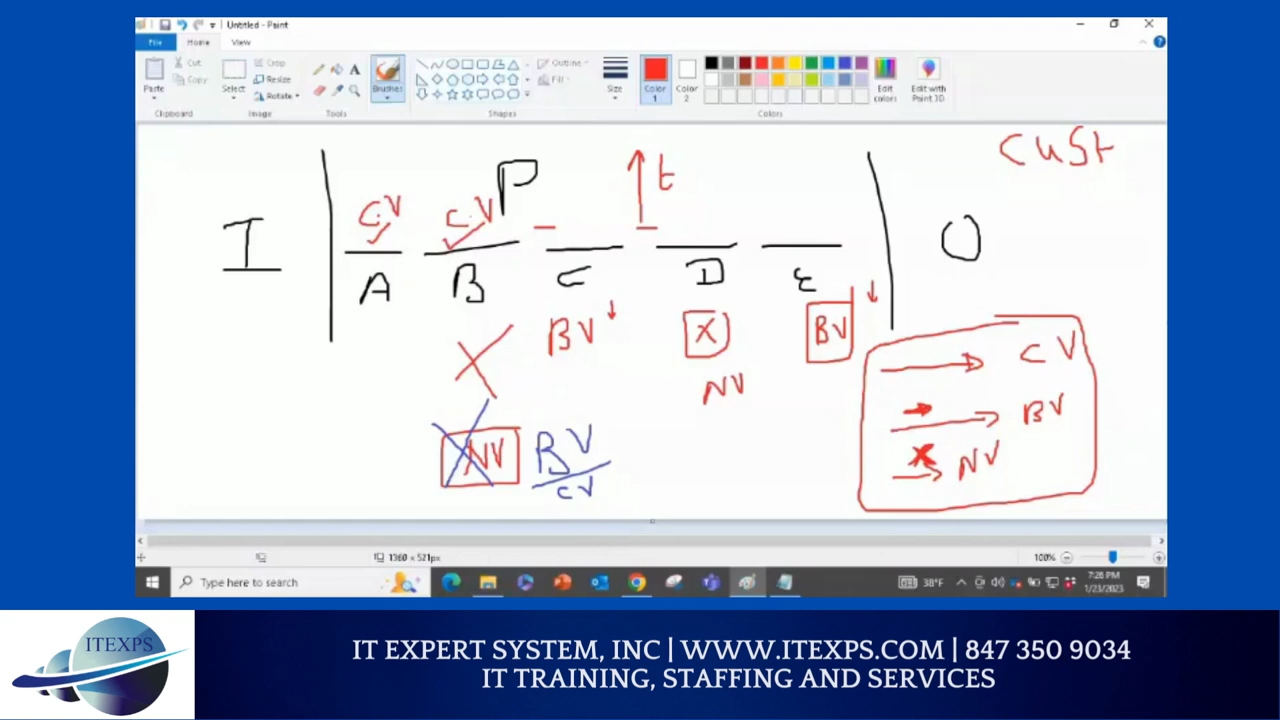 Untitled - Paint
File Home View
Cut
Copy
Paste
Clipboard
Crop
Resize
Rotate
Select
Image
Tools
Brushes
Outline
Fill
Shapes
Size
Color 1
Color 2
Edit colors
Edit with Paint 3D
Colors
Cust
P
t
CV CV
I O
A B C D E
BV X BV
X NV
CV
BV
X NV
NV BV
CV
1360 × 521px
100%
Type here to search
38°F
7:26 PM
1/23/2023
ITEXPS
IT EXPERT SYSTEM, INC | WWW.ITEXPS.COM | 847 350 9034
IT TRAINING, STAFFING AND SERVICES